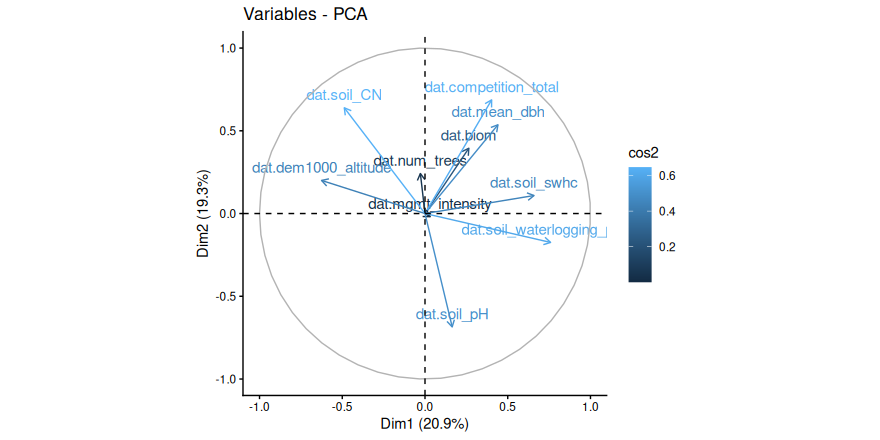 Variables - PCA
1.0
0.5
0.0
-0.5
-1.0
Dim2 (19.3%)
dat.soil_CN
dat.competition_total
dat.mean_dbh
dat.biom
dat.num_trees
dat.dem1000_altitude
dat.soil_swhc
dat.mgmt_intensity
dat.soil_waterlogging_
dat.soil_pH
-1.0
-0.5
0.0
0.5
1.0
Dim1 (20.9%)
cos2
0.6
0.4
0.2